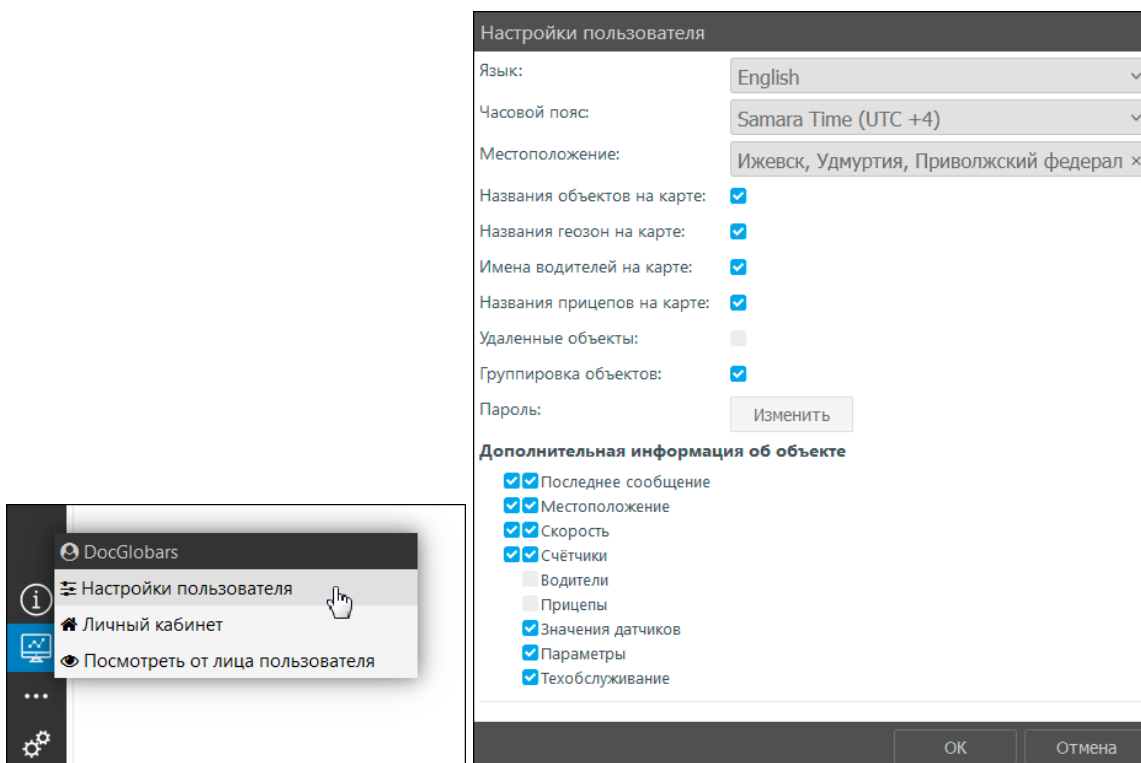 DocGlobars
Настройки пользователя
Личный кабинет
Посмотреть от лица пользователя
Настройки пользователя
Язык: English
Часовой пояс: Samara Time (UTC +4)
Местоположение: Ижевск, Удмуртия, Приволжский федерал ×
Названия объектов на карте:
Названия геозон на карте:
Имена водителей на карте:
Названия прицепов на карте:
Удаленные объекты:
Группировка объектов:
Пароль: Изменить
Дополнительная информация об объекте
Последнее сообщение
Местоположение
Скорость
Счётчики
Водители
Прицепы
Значения датчиков
Параметры
Техобслуживание
OK Отмена